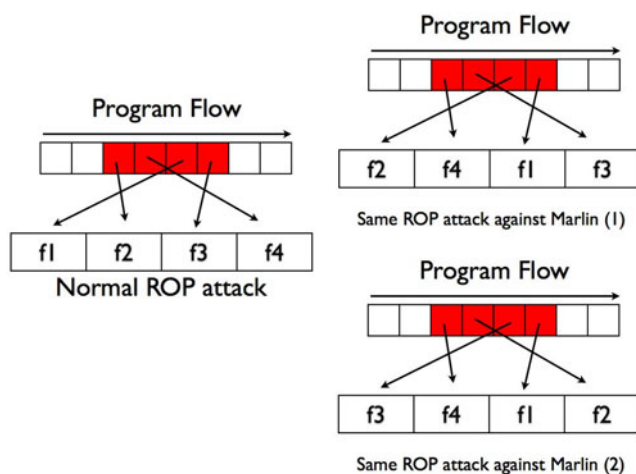 Program Flow
f1 f2 f3 f4
Normal ROP attack
Program Flow
f2 f4 f1 f3
Same ROP attack against Marlin (1)
Program Flow
f3 f4 f1 f2
Same ROP attack against Marlin (2)